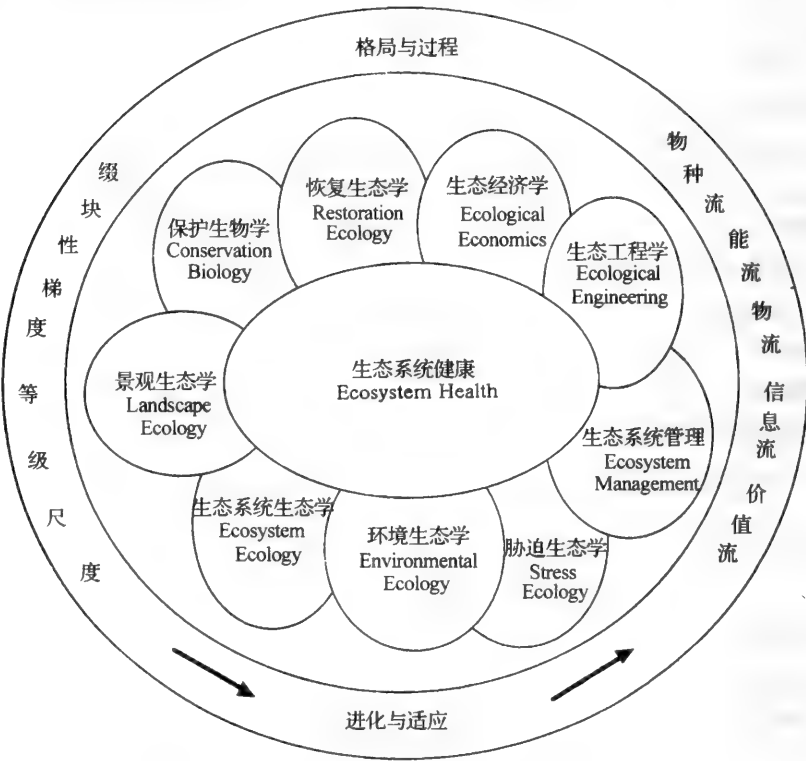 格局与过程
缀块性梯度等级尺度
物种流能流物流信息流价值流
恢复生态学
Restoration
Ecology
生态经济学
Ecological
Economics
保护生物学
Conservation
Biology
生态工程学
Ecological
Engineering
生态系统健康
Ecosystem Health
景观生态学
Landscape
Ecology
生态系统管理
Ecosystem
Management
生态系统生态学
Ecosystem
Ecology
环境生态学
Environmental
Ecology
胁迫生态学
Stress
Ecology
进化与适应